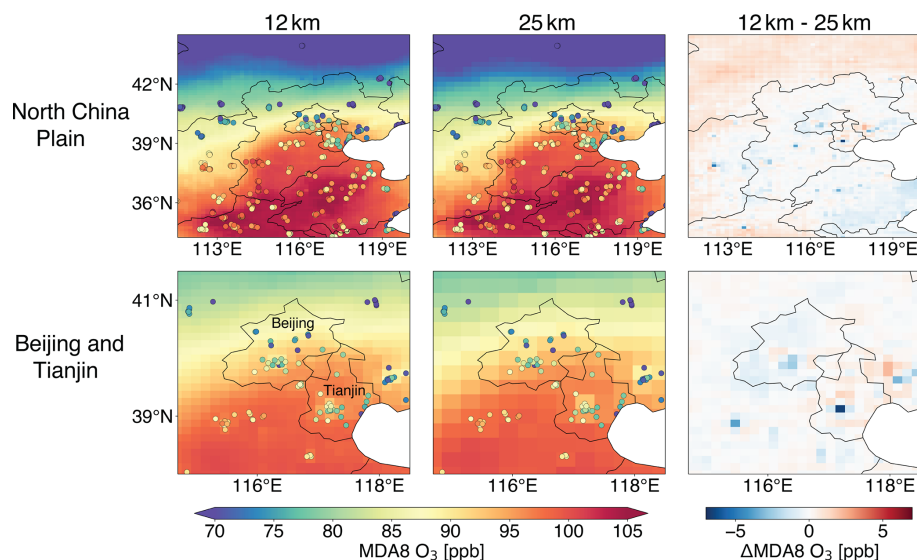 12 km 25 km 12 km - 25 km
North China
Plain
42°N
39°N
36°N
113°E 116°E 119°E 113°E 116°E 119°E 113°E 116°E 119°E
Beijing and
Tianjin
41°N
39°N
Beijing
Tianjin
116°E 118°E 116°E 118°E 116°E 118°E
70 75 80 85 90 95 100 105
MDA8 O₃ [ppb]
−5 0 5
ΔMDA8 O₃ [ppb]